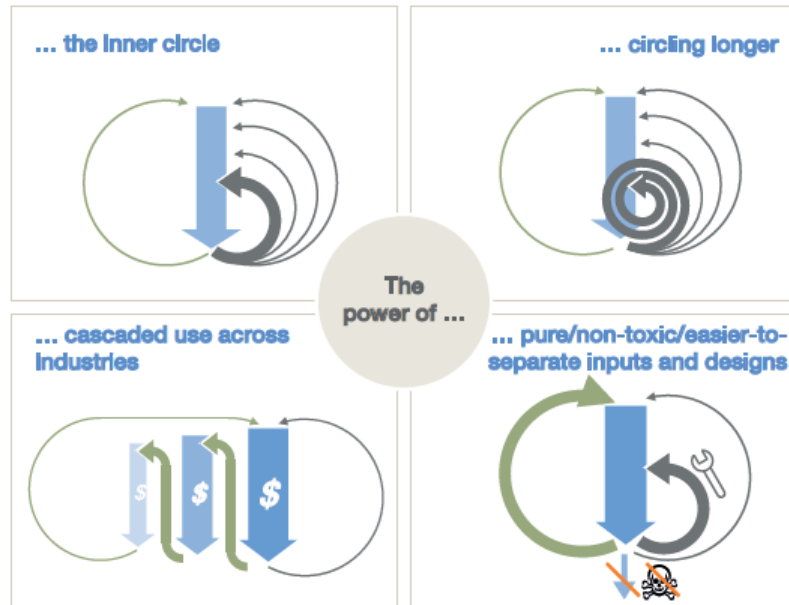 ... the inner circle
... circling longer
The
power of ...
... cascaded use across
industries
... pure/non-toxic/easier-to-
separate inputs and designs
$
$
$